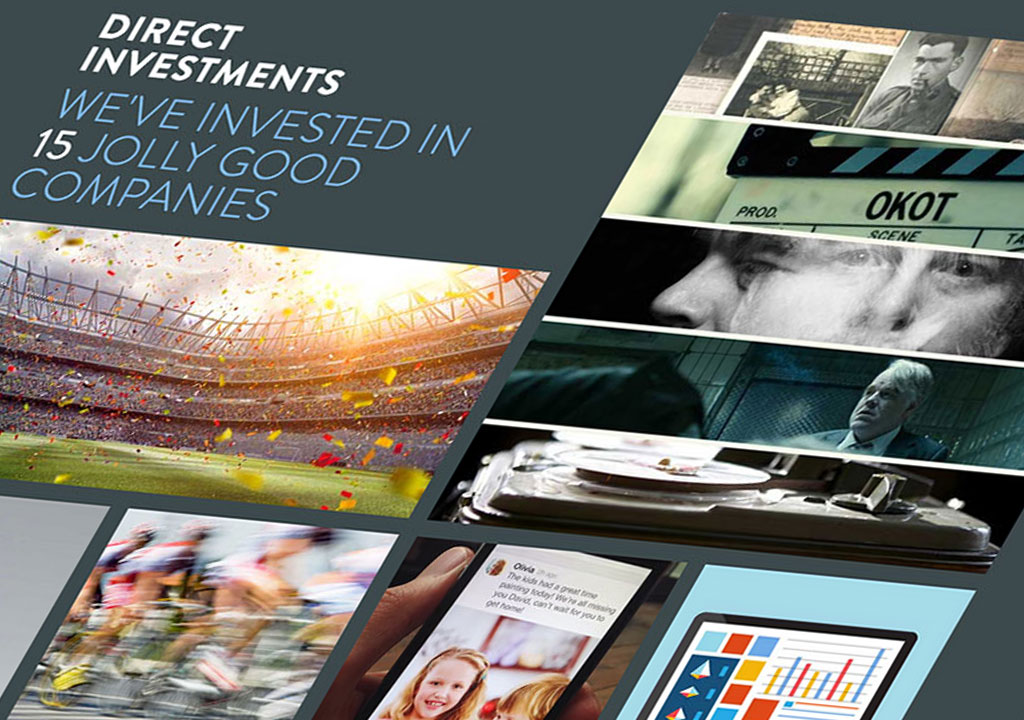 DIRECT
INVESTMENTS
WE'VE INVESTED IN
15 JOLLY GOOD
COMPANIES
PROD.
OKOT
SCENE
TA
Olivia
The kids had a great time
painting today! We're all missing
you David, can't wait for you to
get home!